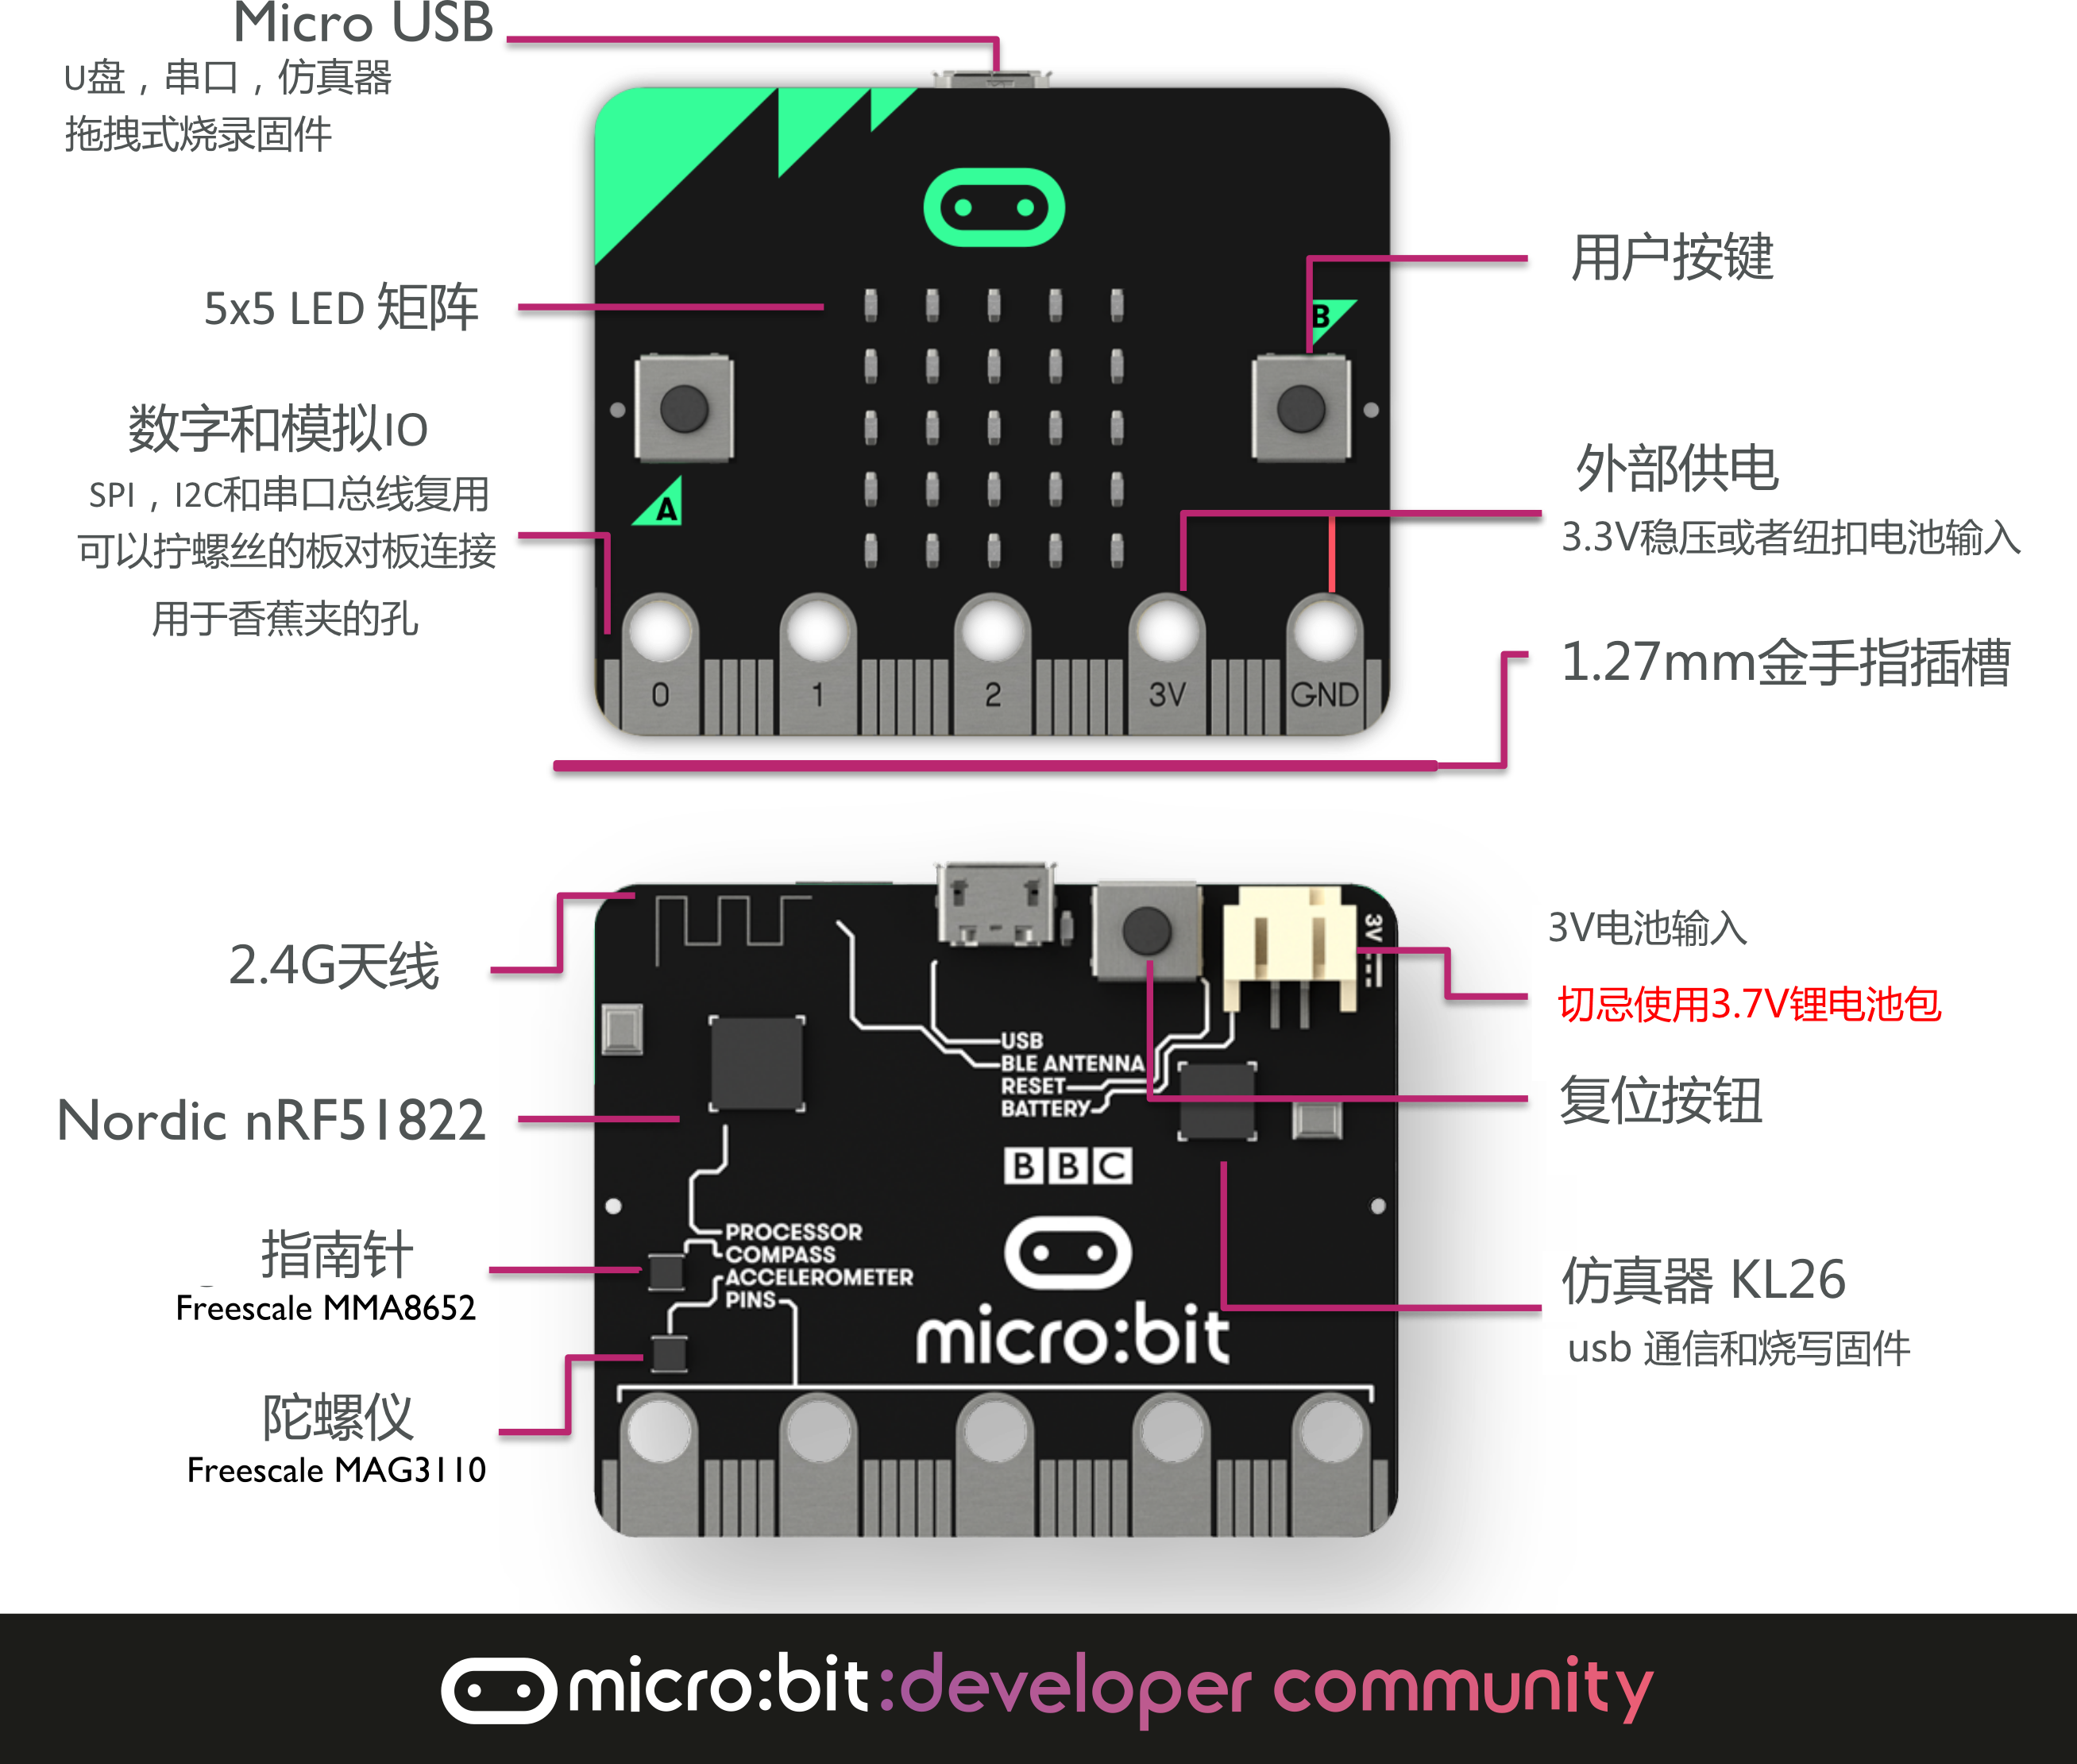 Micro USB
U盘，串口，仿真器
拖拽式烧录固件
用户按键
B
5x5 LED 矩阵
数字和模拟IO
SPI，I2C和串口总线复用
可以拧螺丝的板对板连接
用于香蕉夹的孔
A
外部供电
3.3V稳压或者纽扣电池输入
1.27mm金手指插槽
0 1 2 3V GND
2.4G天线
3V
3V电池输入
切忌使用3.7V锂电池包
USB
BLE ANTENNA
RESET
BATTERY
复位按钮
Nordic nRF51822
BBC
PROCESSOR
COMPASS
ACCELEROMETER
PINS
指南针
Freescale MMA8652
仿真器 KL26
usb 通信和烧写固件
micro:bit
陀螺仪
Freescale MAG3110
micro:bit:developer community